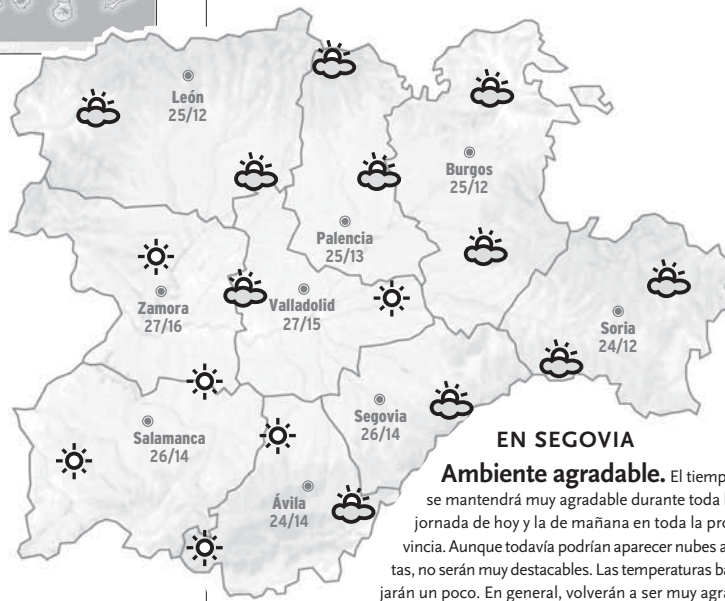 León
25/12
Burgos
25/12
Palencia
25/13
Zamora
27/16
Valladolid
27/15
Soria
24/12
Segovia
26/14
Salamanca
26/14
Ávila
24/14
EN SEGOVIA
Ambiente agradable. El tiemp
se mantendrá muy agradable durante toda l
jornada de hoy y la de mañana en toda la pro
vincia. Aunque todavía podrían aparecer nubes a
tas, no serán muy destacables. Las temperaturas ba
jarán un poco. En general, volverán a ser muy agra